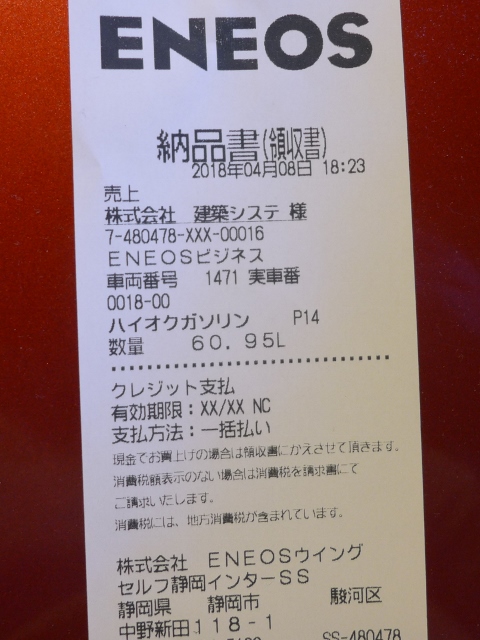 ENEOS
納品書(領収書)
2018年04月08日 18:23
売上
株式会社 建築システ 様
7-480478-XXX-00016
ENEOSビジネス
車両番号 1471 実車番
0018-00
ハイオクガソリン P14
数量 60.95L
クレジット支払
有効期限:XX/XX NC
支払方法:一括払い
現金でお買上げの場合は領収書にかえさせて頂きます。
消費税額表示のない場合は消費税を請求書にて
ご請求いたします。
消費税には、地方消費税が含まれています。
株式会社 ENEOSウイング
セルフ静岡インターSS
静岡県 静岡市 駿河区
中野新田118-1
SS-480478